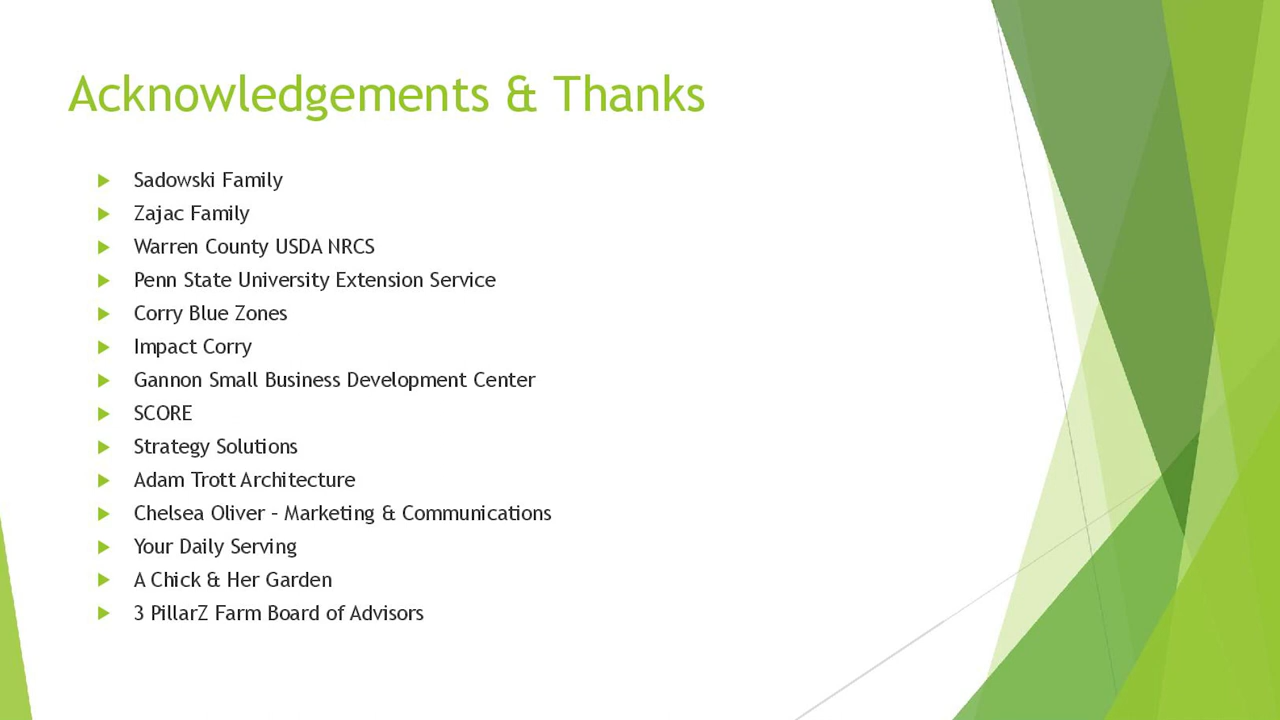 Acknowledgements & Thanks
Sadowski Family
Zajac Family
Warren County USDA NRCS
Penn State University Extension Service
Corry Blue Zones
Impact Corry
Gannon Small Business Development Center
SCORE
Strategy Solutions
Adam Trott Architecture
Chelsea Oliver – Marketing & Communications
Your Daily Serving
A Chick & Her Garden
3 PillarZ Farm Board of Advisors